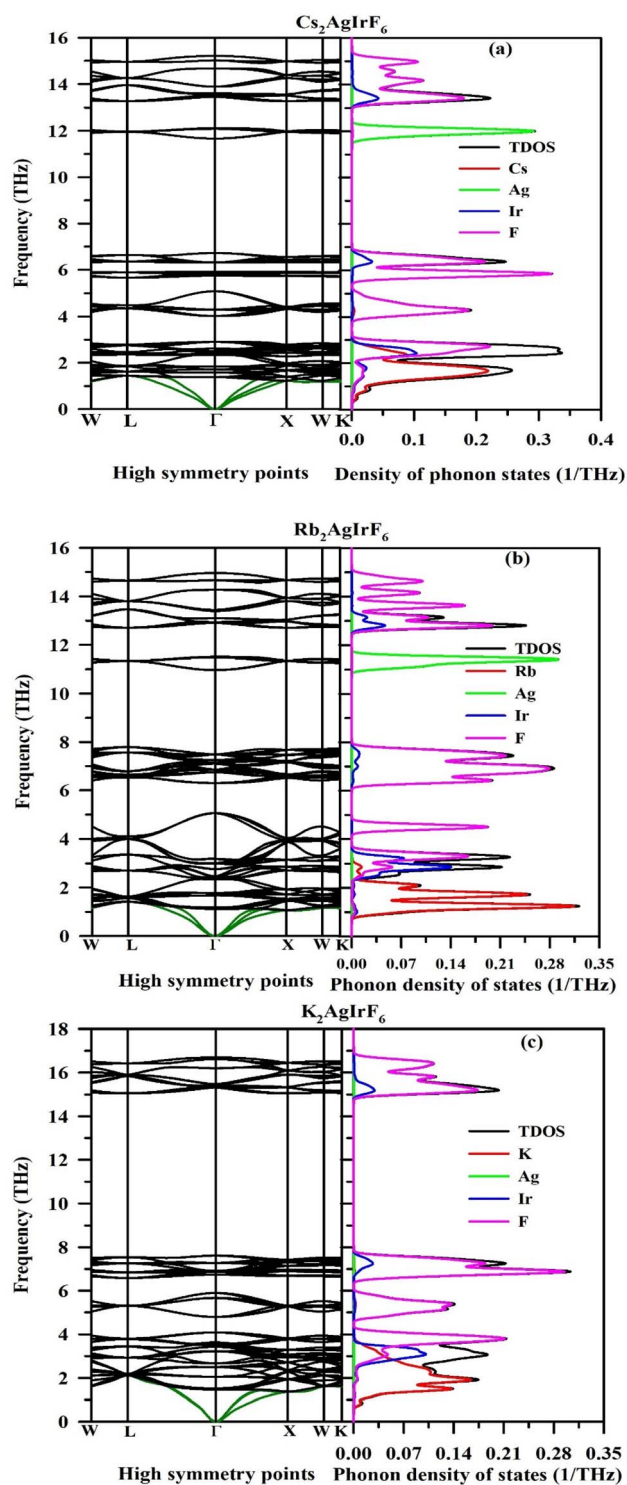 Cs₂AgIrF₆
(a)
Frequency (THz)
16
14
12
10
8
6
4
2
0
TDOS
Cs
Ag
Ir
F
W L Γ X W K
0.0 0.1 0.2 0.3 0.4
High symmetry points Density of phonon states (1/THz)
Rb₂AgIrF₆
(b)
Frequency (THz)
16
14
12
10
8
6
4
2
0
TDOS
Rb
Ag
Ir
F
W L Γ X W K
0.00 0.07 0.14 0.21 0.28 0.35
High symmetry points Phonon density of states (1/THz)
K₂AgIrF₆
(c)
Frequency (THz)
18
16
14
12
10
8
6
4
2
0
TDOS
K
Ag
Ir
F
W L Γ X W K
0.00 0.07 0.14 0.21 0.28 0.35
High symmetry points Phonon density of states (1/THz)